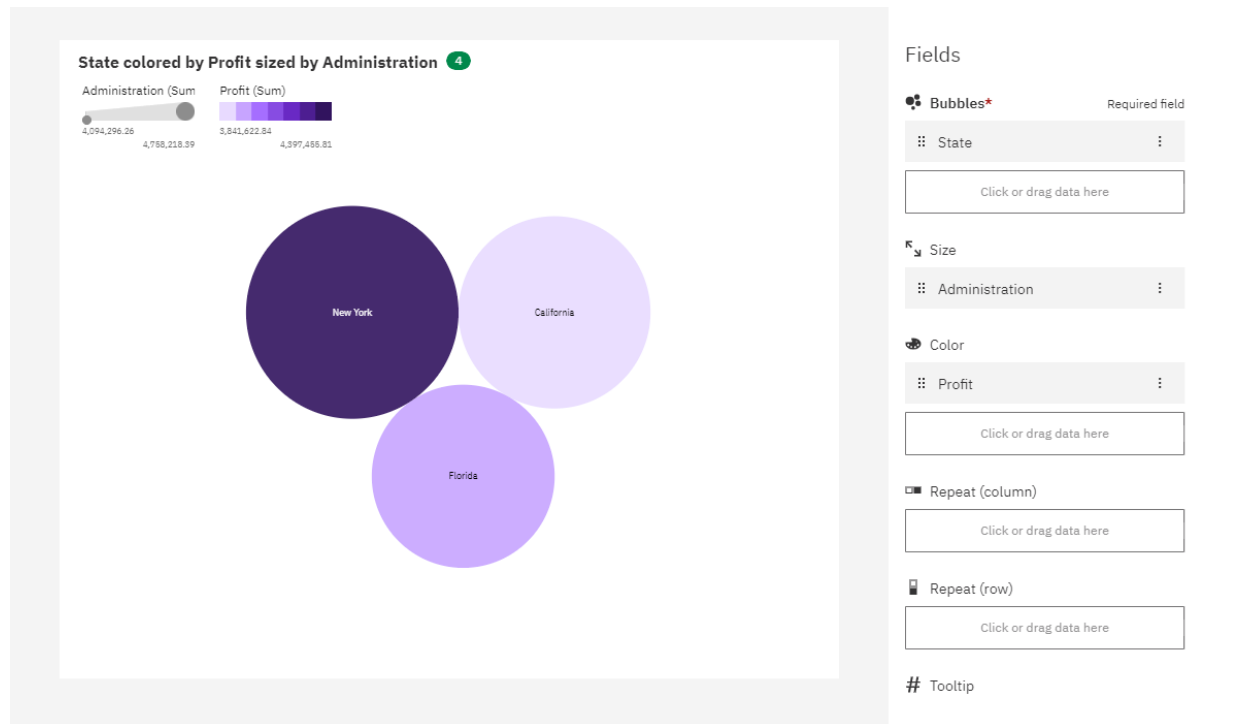 State colored by Profit sized by Administration 4
Administration (Sum
Profit (Sum)
4,094,296.26
4,758,218.39
3,841,622.84
4,397,455.81
New York
California
Florida
Fields
Bubbles* Required field
State
Click or drag data here
Size
Administration
Color
Profit
Click or drag data here
Repeat (column)
Click or drag data here
Repeat (row)
Click or drag data here
# Tooltip